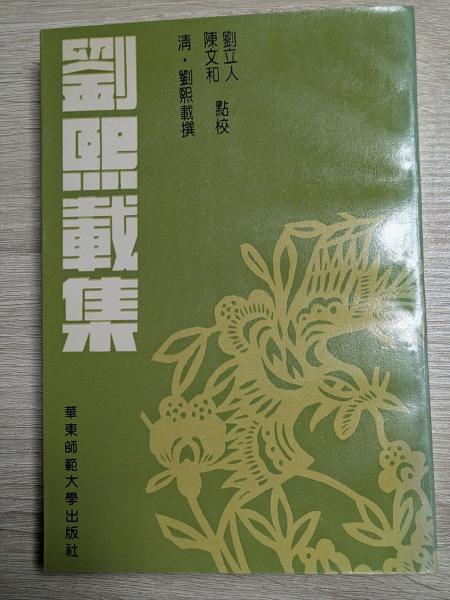 劉立人
陳文和 點校
清·劉熙載撰
劉熙載集
華東師範大學出版社